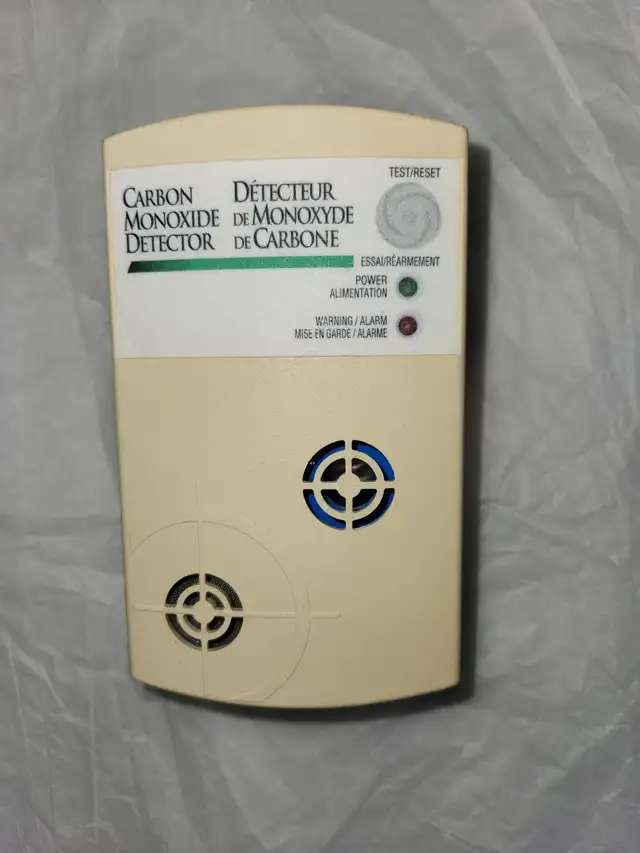 CARBON
MONOXIDE
DETECTOR
DÉTECTEUR
DE MONOXYDE
DE CARBONE
TEST/RESET
ESSAI/RÉARMEMENT
POWER
ALIMENTATION
WARNING / ALARM
MISE EN GARDE / ALARME